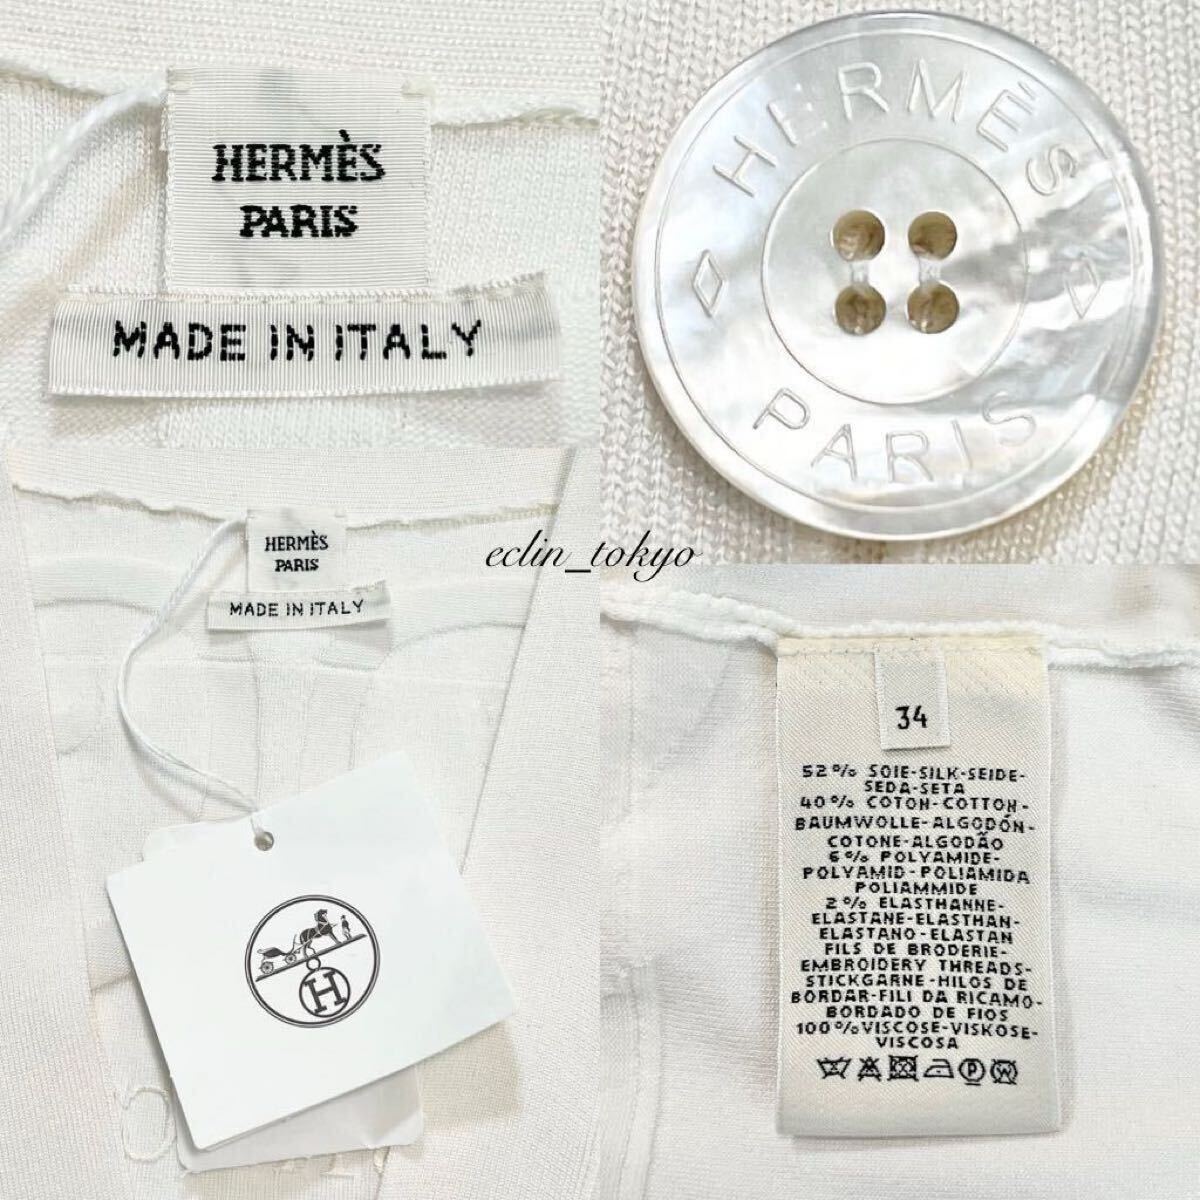 HERMÈS
PARIS
MADE IN ITALY
HERMÈS
PARIS
HERMÈS
PARIS
MADE IN ITALY
eclin_tokyo
H
34
52% SOIE-SILK-SEIDE-
SEDA-SETA
40% COTON-COTTON-
BAUMWOLLE-ALGODÓN-
COTONE-ALGODÃO
6% POLYAMIDE-
POLYAMID-POLIAMIDA
POLIAMMIDE
2% ELASTHANNE-
ELASTANE-ELASTHAN-
ELASTANO-ELASTAN
FILS DE BRODERIE-
EMBROIDERY THREADS-
STICKGARNE-HILOS DE
BORDAR-FILI DA RICAMO-
BORDADO DE FIOS
100% VISCOSE-VISKOSE-
VISCOSA
P W